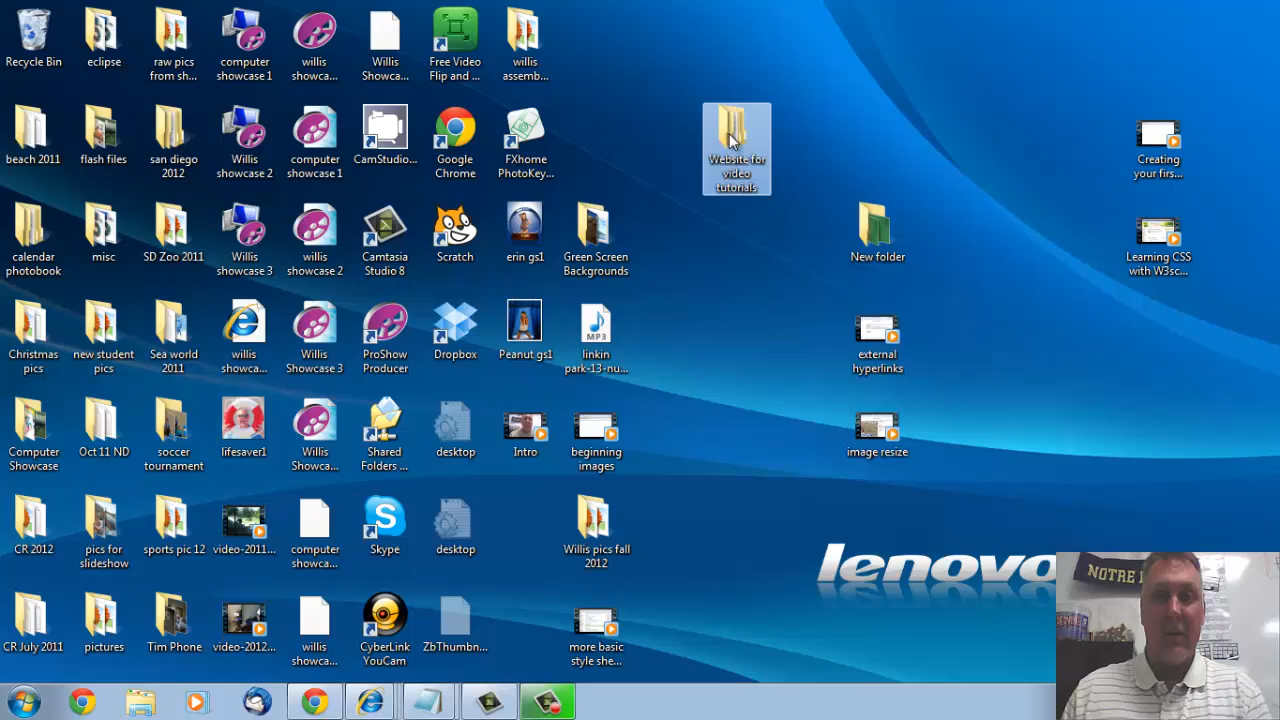 Recycle Bin
eclipse
raw pics
from sh...
computer
showcase 1
willis
showca...
Willis
Showca...
Free Video
Flip and ...
willis
assemb...
beach 2011
flash files
san diego
2012
Willis
showcase 2
computer
showcase 1
CamStudio...
Google
Chrome
FXhome
PhotoKey...
Website for
video
tutorials
Creating
your firs...
calendar
photobook
misc
SD Zoo 2011
Willis
showcase 3
willis
showcase 2
Camtasia
Studio 8
Scratch
erin gs1
Green Screen
Backgrounds
New folder
Learning CSS
with W3sc...
Christmas
pics
new student
pics
Sea world
2011
willis
showca...
Willis
Showcase 3
ProShow
Producer
Dropbox
Peanut gs1
MP3
linkin
park-13-nu...
external
hyperlinks
Computer
Showcase
Oct 11 ND
soccer
tournament
lifesaver1
Willis
Showca...
Shared
Folders ...
desktop
Intro
beginning
images
image resize
CR 2012
pics for
slideshow
sports pic 12
video-2011...
computer
showca...
Skype
desktop
Willis pics fall
2012
lenovo
NOTRE
CR July 2011
pictures
Tim Phone
video-2012...
willis
showca...
CyberLink
YouCam
ZbThumbn...
more basic
style she...